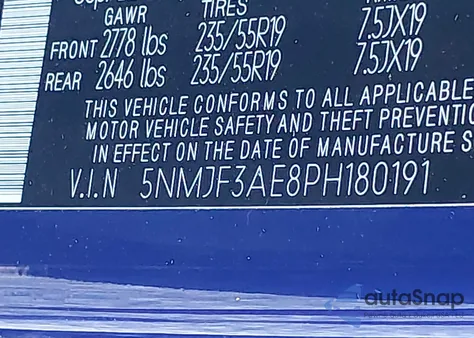 GAWR TIRES
FRONT 2778 lbs 235/55R19 7.5JX19
REAR 2646 lbs 235/55R19 7.5JX19
THIS VEHICLE CONFORMS TO ALL APPLICABLE
MOTOR VEHICLE SAFETY AND THEFT PREVENTIO
IN EFFECT ON THE DATE OF MANUFACTURE S
V.I.N 5NMJF3AE8PH180191
autoSnap